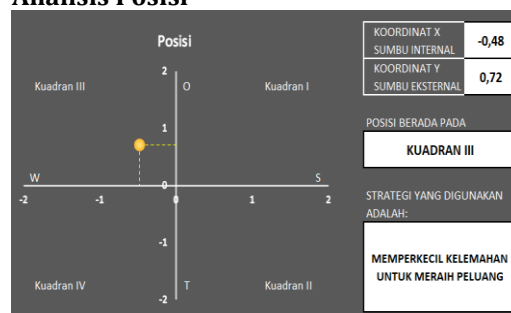 Analisis Posisi
Posisi
Kuadran III
2
O
Kuadran I
1
W
0
S
-2
-1
0
1
2
-1
Kuadran IV
T
Kuadran II
-2
KOORDINAT X
SUMBU INTERNAL
-0,48
KOORDINAT Y
SUMBU EKSTERNAL
0,72
POSISI BERADA PADA
KUADRAN III
STRATEGI YANG DIGUNAKAN
ADALAH:
MEMPERKECIL KELEMAHAN
UNTUK MERAIH PELUANG